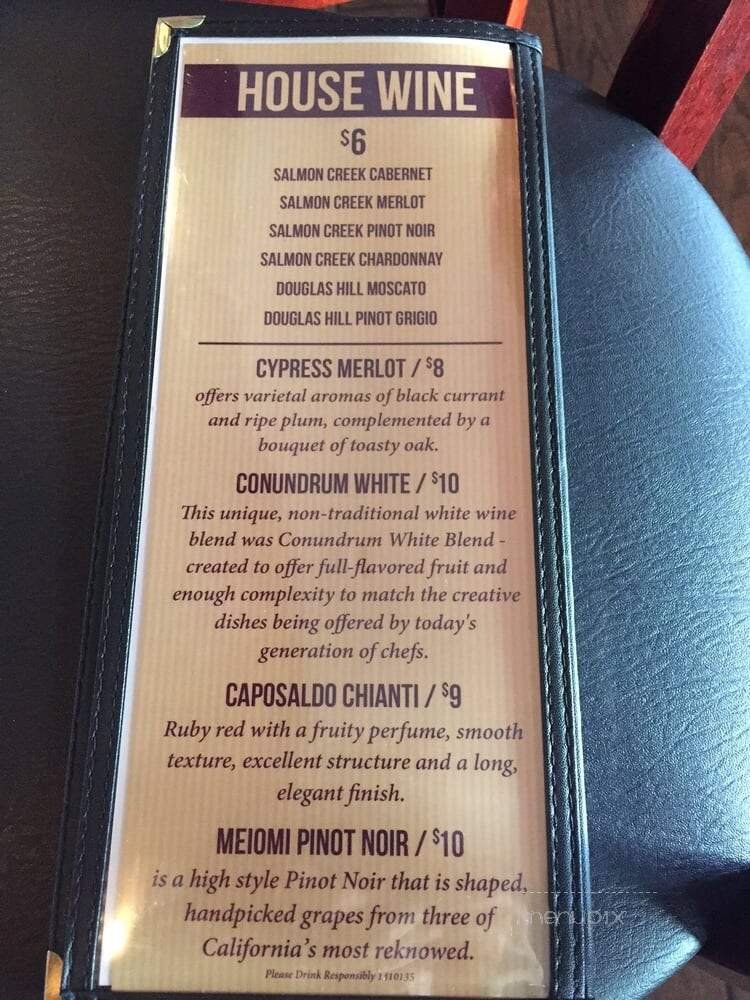 HOUSE WINE
$6
SALMON CREEK CABERNET
SALMON CREEK MERLOT
SALMON CREEK PINOT NOIR
SALMON CREEK CHARDONNAY
DOUGLAS HILL MOSCATO
DOUGLAS HILL PINOT GRIGIO
CYPRESS MERLOT / $8
offers varietal aromas of black currant
and ripe plum, complemented by a
bouquet of toasty oak.
CONUNDRUM WHITE / $10
This unique, non-traditional white wine
blend was Conundrum White Blend -
created to offer full-flavored fruit and
enough complexity to match the creative
dishes being offered by today's
generation of chefs.
CAPOSALDO CHIANTI / $9
Ruby red with a fruity perfume, smooth
texture, excellent structure and a long,
elegant finish.
MEIOMI PINOT NOIR / $10
is a high style Pinot Noir that is shaped,
handpicked grapes from three of
California's most reknowed.
Please Drink Responsibly 1510135
menupix